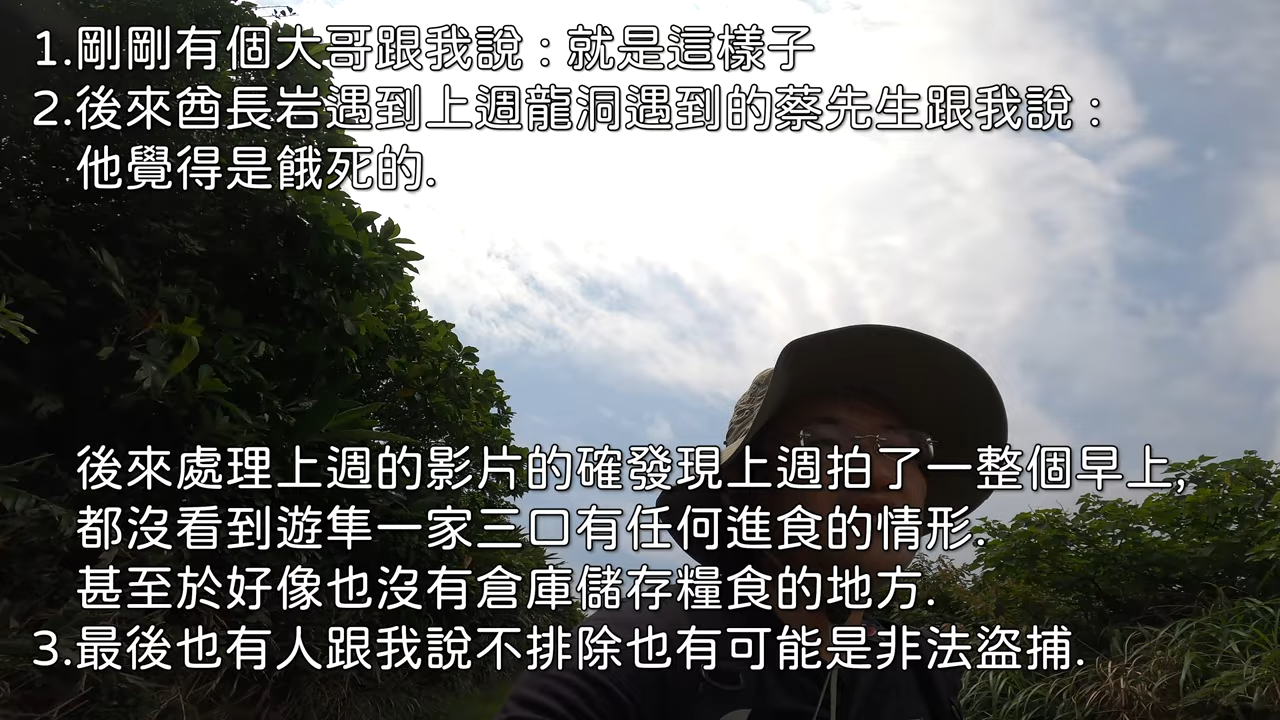 1.剛剛有個大哥跟我說：就是這樣子
2.後來酋長岩遇到上週龍洞遇到的蔡先生跟我說：
他覺得是餓死的.
後來處理上週的影片的確發現上週拍了一整個早上,
都沒看到遊隼一家三口有任何進食的情形.
甚至於好像也沒有倉庫儲存糧食的地方.
3.最後也有人跟我說不排除也有可能是非法盜捕.